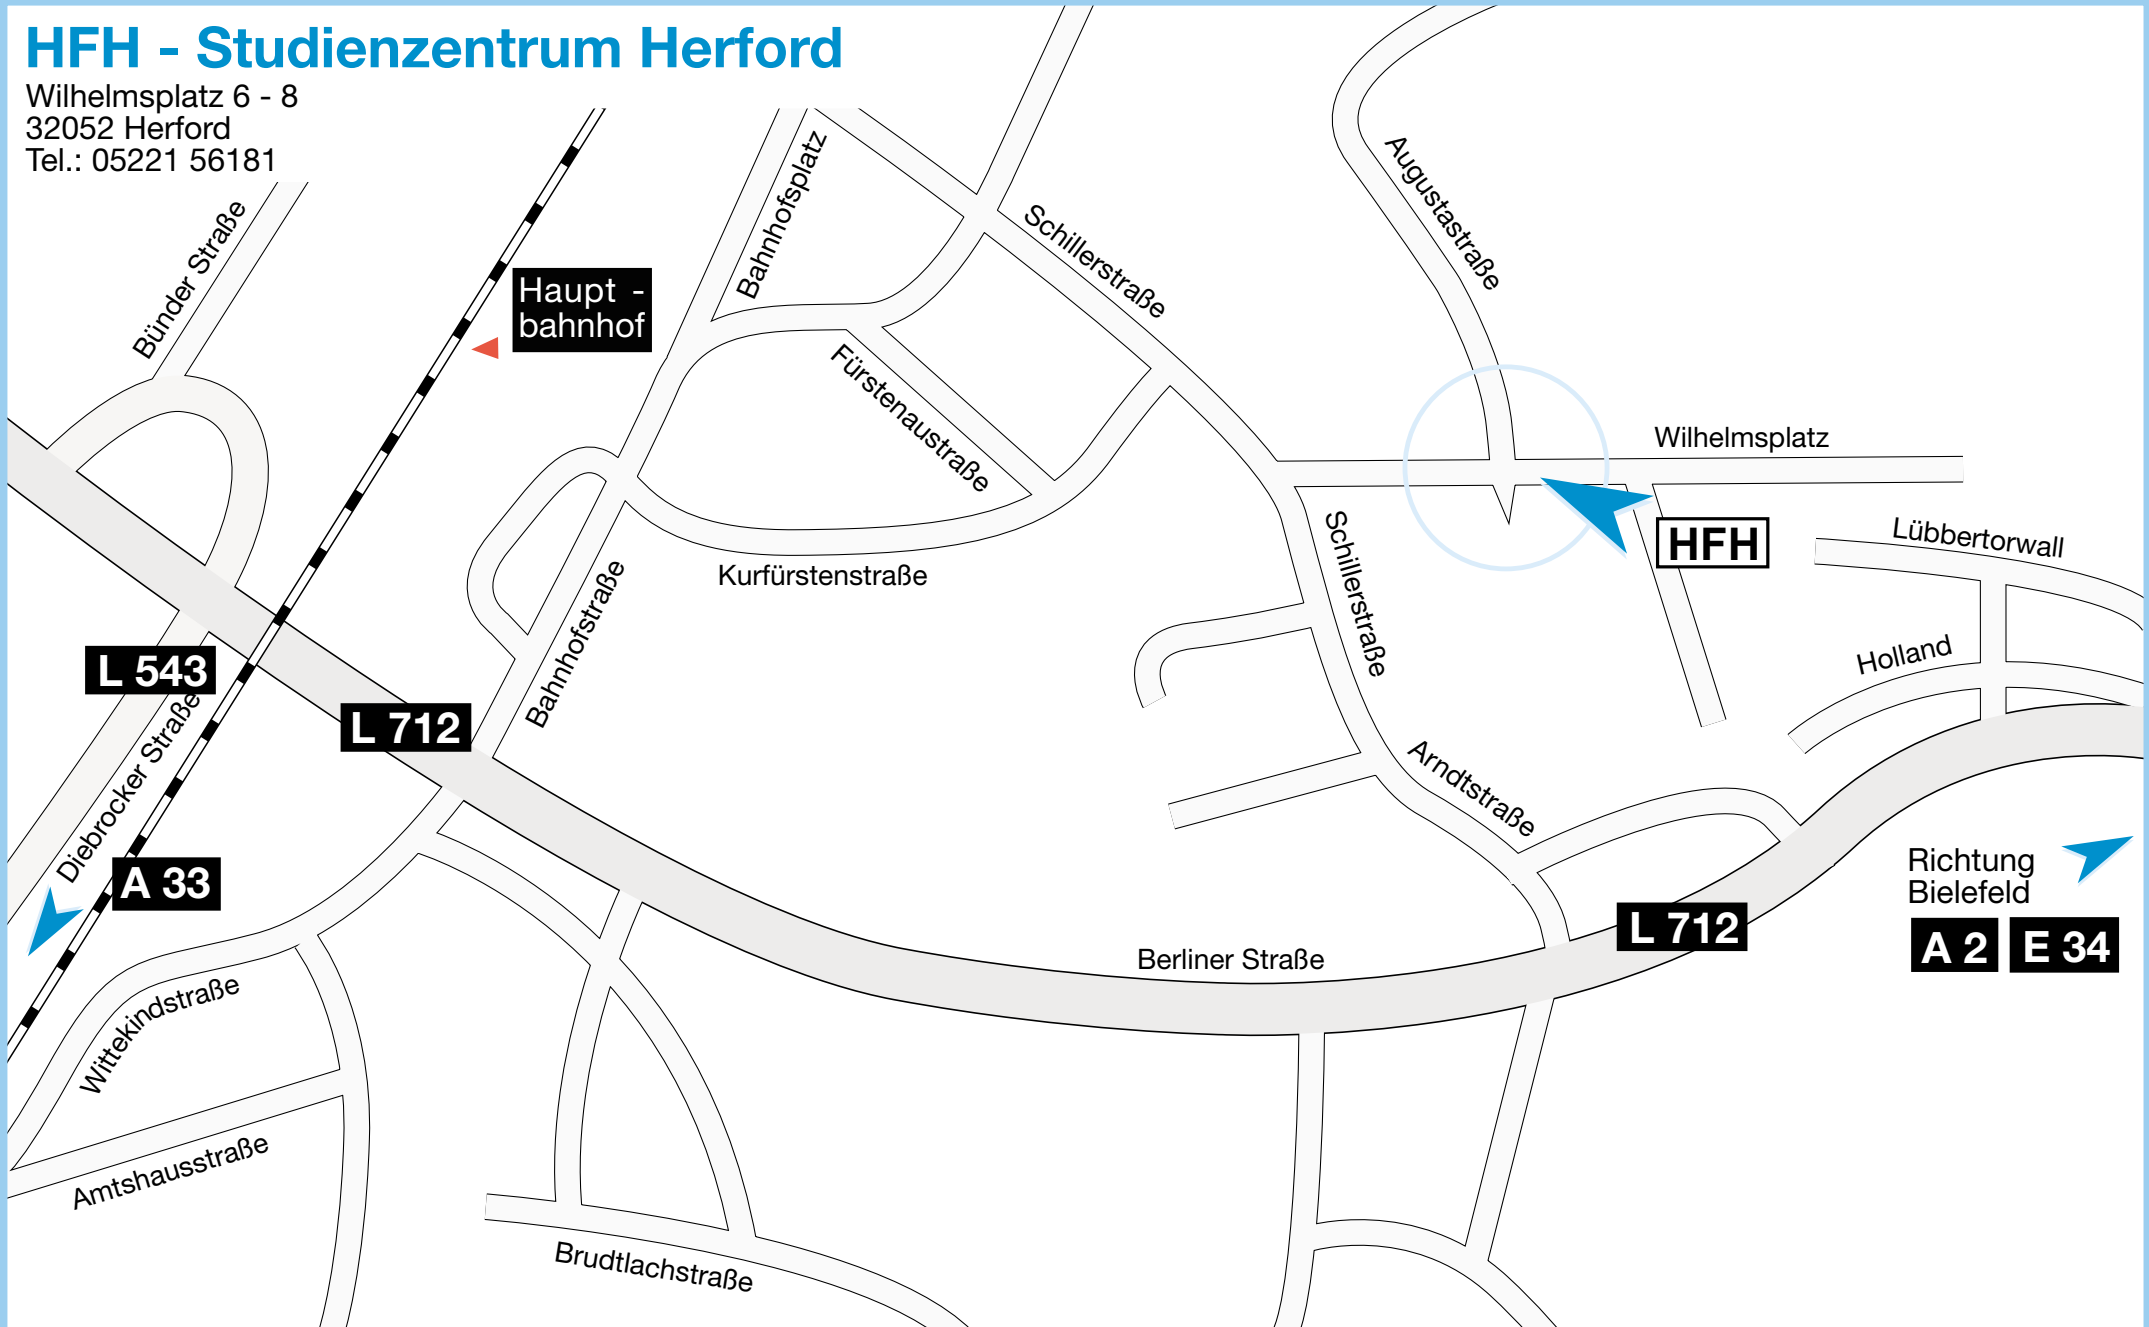 HFH - Studienzentrum Herford
Wilhelmsplatz 6 - 8
32052 Herford
Tel.: 05221 56181
Bünder Straße
Haupt -
bahnhof
Bahnhofsplatz
Schillerstraße
Augustastraße
Fürstenaustraße
Wilhelmsplatz
HFH
Lübbertorwall
Kurfürstenstraße
Schillerstraße
Bahnhofstraße
Holland
L 543
L 712
Diebrocker Straße
Arndtstraße
A 33
Richtung
Bielefeld
A 2 E 34
L 712
Berliner Straße
Wittekindstraße
Amtshausstraße
Brudtlachstraße